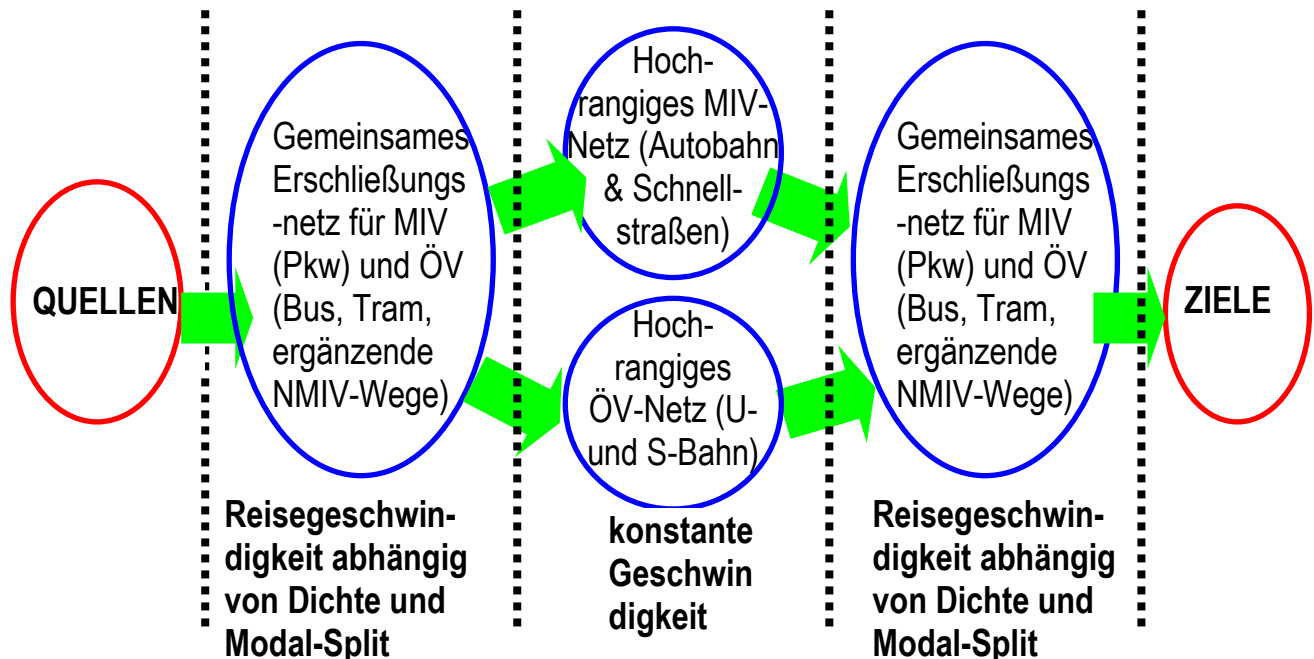 QUELLEN
Gemeinsames
Erschließungs
-netz für MIV
(Pkw) und ÖV
(Bus, Tram,
ergänzende
NMIV-Wege)
Reisegeschwin-
digkeit abhängig
von Dichte und
Modal-Split
Hoch-
rangiges MIV-
Netz (Autobahn
& Schnell-
straßen)
Hoch-
rangiges
ÖV-Netz (U-
und S-Bahn)
konstante
Geschwin
digkeit
Gemeinsames
Erschließungs
-netz für MIV
(Pkw) und ÖV
(Bus, Tram,
ergänzende
NMIV-Wege)
Reisegeschwin-
digkeit abhängig
von Dichte und
Modal-Split
ZIELE